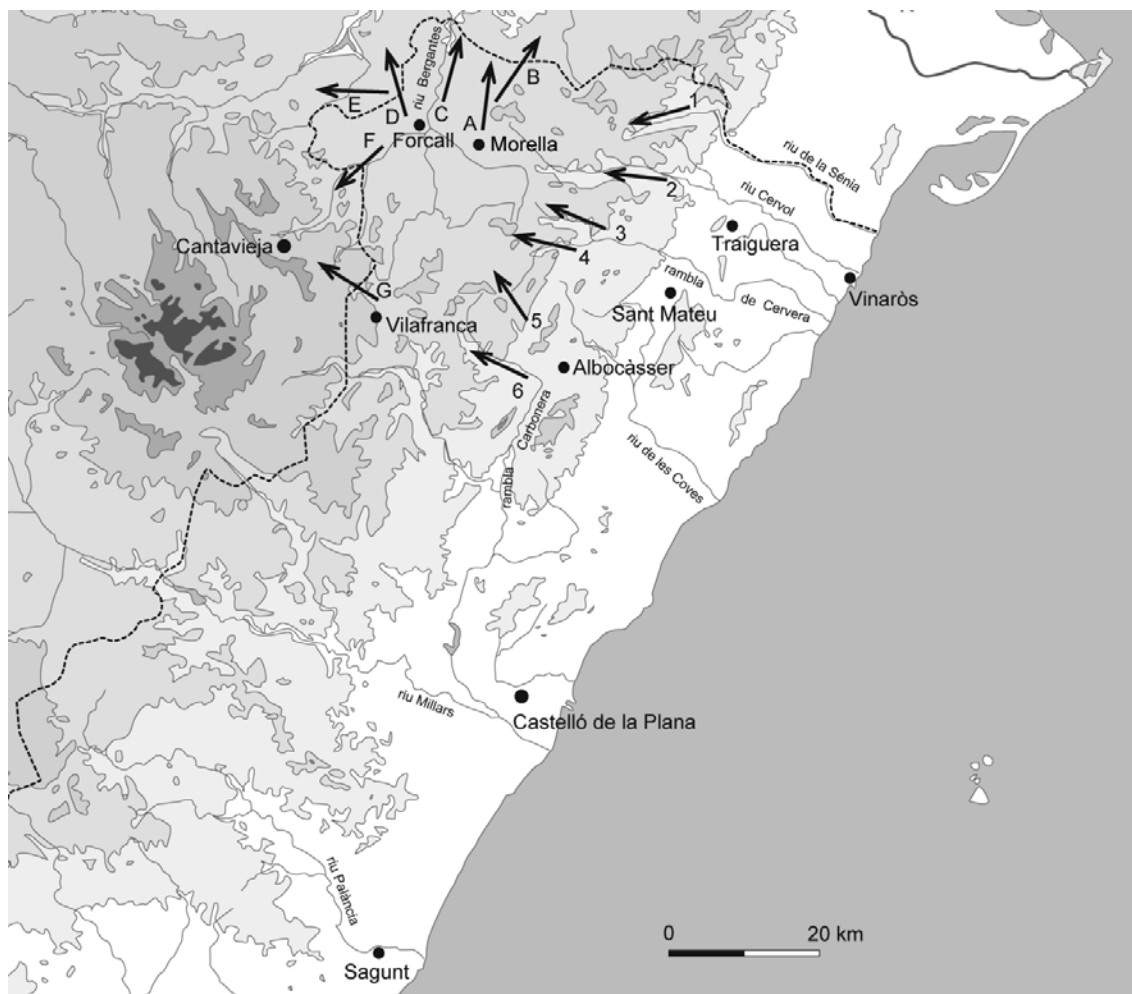 riu Bergantes
B
E
D
C
A
1
F
Forcall
Morella
riu de la Sénia
2
riu Cervol
3
Traiguera
Cantavieja
4
rambla
de Cervera
G
Sant Mateu
Vinaròs
Vilafranca
5
Albocàsser
6
rambla
Carbonera
riu de les Coves
riu Millars
Castelló de la Plana
riu Palància
0
20 km
Sagunt